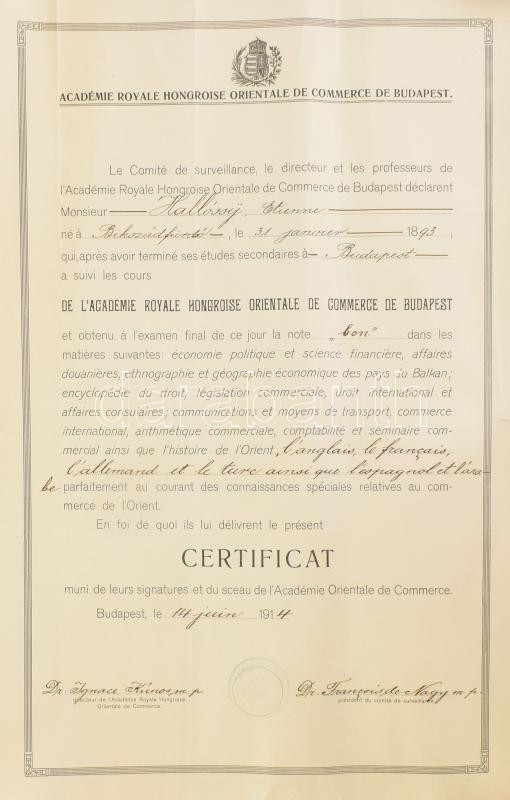 ACADÉMIE ROYALE HONGROISE ORIENTALE DE COMMERCE DE BUDAPEST.
Le Comité de surveillance, le directeur et les professeurs de
l'Académie Royale Hongroise Orientale de Commerce de Budapest déclarent
Monsieur Hallóssÿ Etienne
né à Bikszádfürdő, le 31 janvier 1893,
qui, après avoir terminé ses études secondaires à Budapest
a suivi les cours
DE L'ACADEMIE ROYALE HONGROISE ORIENTALE DE COMMERCE DE BUDAPEST
et obtenu à l'examen final de ce jour la note „bon" dans les
matières suivantes: économie politique et science financière, affaires
douanières, ethnographie et géographie économique des pays du Balkan;
encyclopédie du droit, législation commerciale, droit international et
affaires consulaires, communications et moyens de transport, commerce
international, arithmétique commerciale, comptabilité et séminaire com-
mercial ainsi que l'histoire de l'Orient, l'anglais, le français,
l'allemand et le turc ainsi que l'espagnol et l'ara-
be parfaitement au courant des connaissances spéciales relatives au com-
merce de l'Orient.
En foi de quoi ils lui délivrent le présent
CERTIFICAT
muni de leurs signatures et du sceau de l'Académie Orientale de Commerce.
Budapest, le 14 juin 1914
Dr. Ignace Kúnos, m. p.
directeur de l'Académie Royale Hongroise
Orientale de Commerce.
Dr. François de Nagy m. p.
président du comité de surveillance.
darabanth